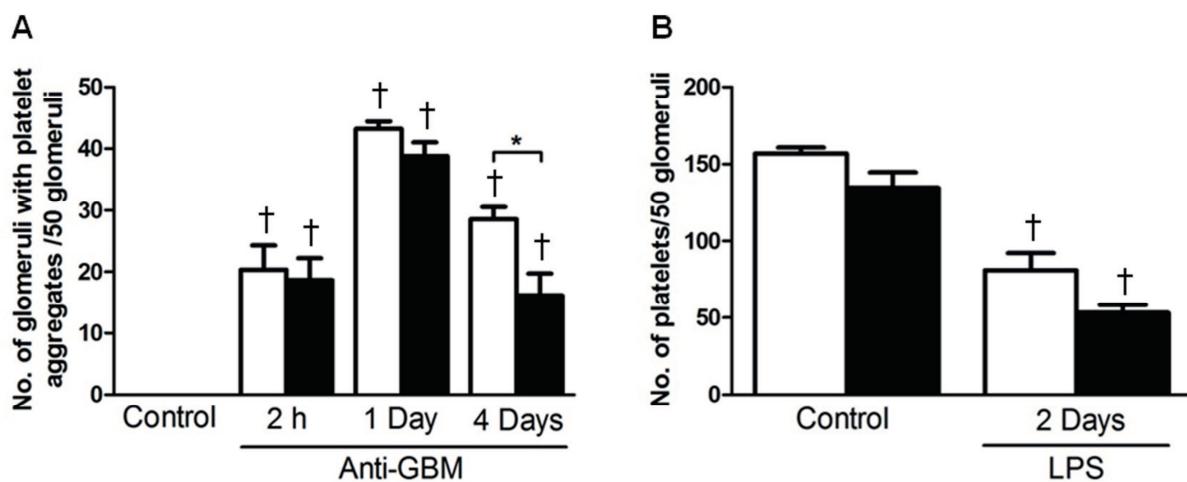 A
No. of glomeruli with platelet
aggregates /50 glomeruli
50
40
30
20
10
0
† † † † † †
*
Control 2 h 1 Day 4 Days
Anti-GBM
B
No. of platelets/50 glomeruli
200
150
100
50
0
† †
Control 2 Days
LPS